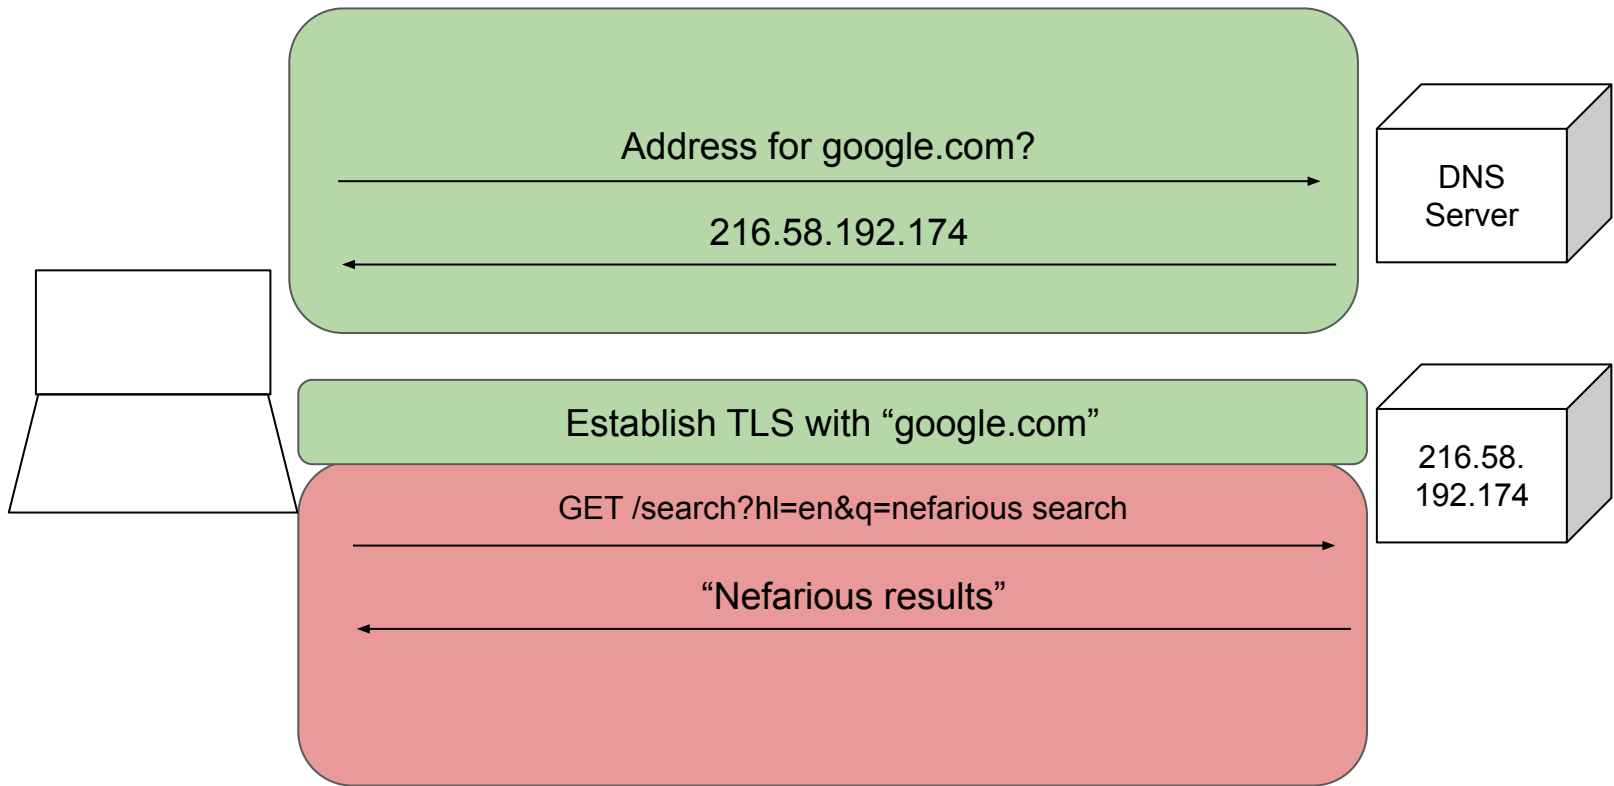 Address for google.com?
216.58.192.174
DNS
Server
Establish TLS with “google.com”
GET /search?hl=en&q=nefarious search
“Nefarious results”
216.58.
192.174